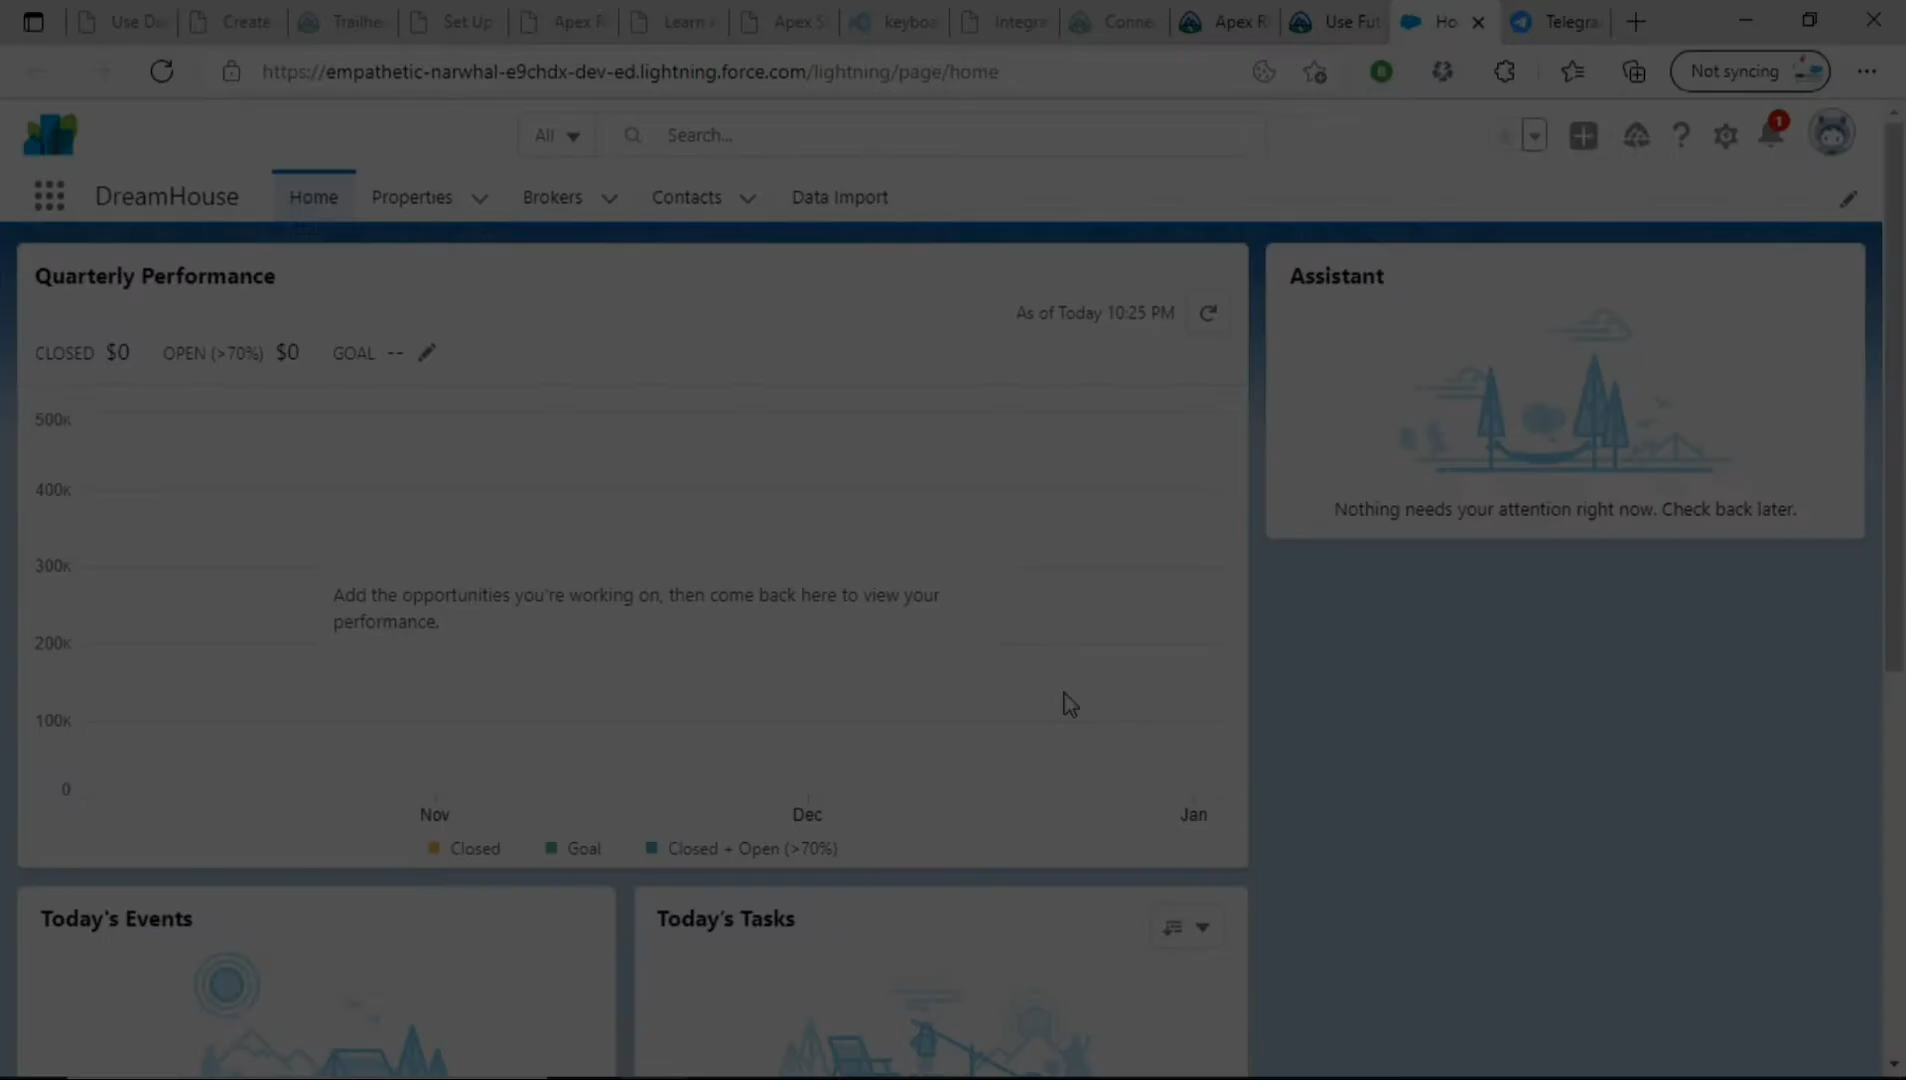 Use Da
Create
Trailhe
Set Up
Apex R
Learn
Apex S
keyboa
Integra
Conne
Apex R
Use Fut
Ho
Telegra
https://empathetic-narwhal-e9chdx-dev-ed.lightning.force.com/lightning/page/home
Not syncing
All
Search...
1
DreamHouse
Home
Properties
Brokers
Contacts
Data Import
Quarterly Performance
As of Today 10:25 PM
CLOSED $0 OPEN (>70%) $0 GOAL --
500K
400K
300K
200K
100K
0
Add the opportunities you're working on, then come back here to view your
performance.
Nov
Dec
Jan
Closed
Goal
Closed + Open (>70%)
Assistant
Nothing needs your attention right now. Check back later.
Today's Events
Today's Tasks